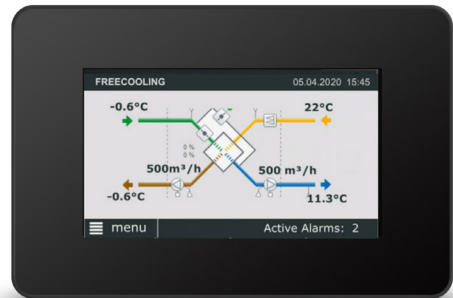 FREECOOLING 05.04.2020 15:45
-0.6°C 22°C
0 %
0 %
500m³/h 500 m³/h
-0.6°C 11.3°C
menu Active Alarms: 2